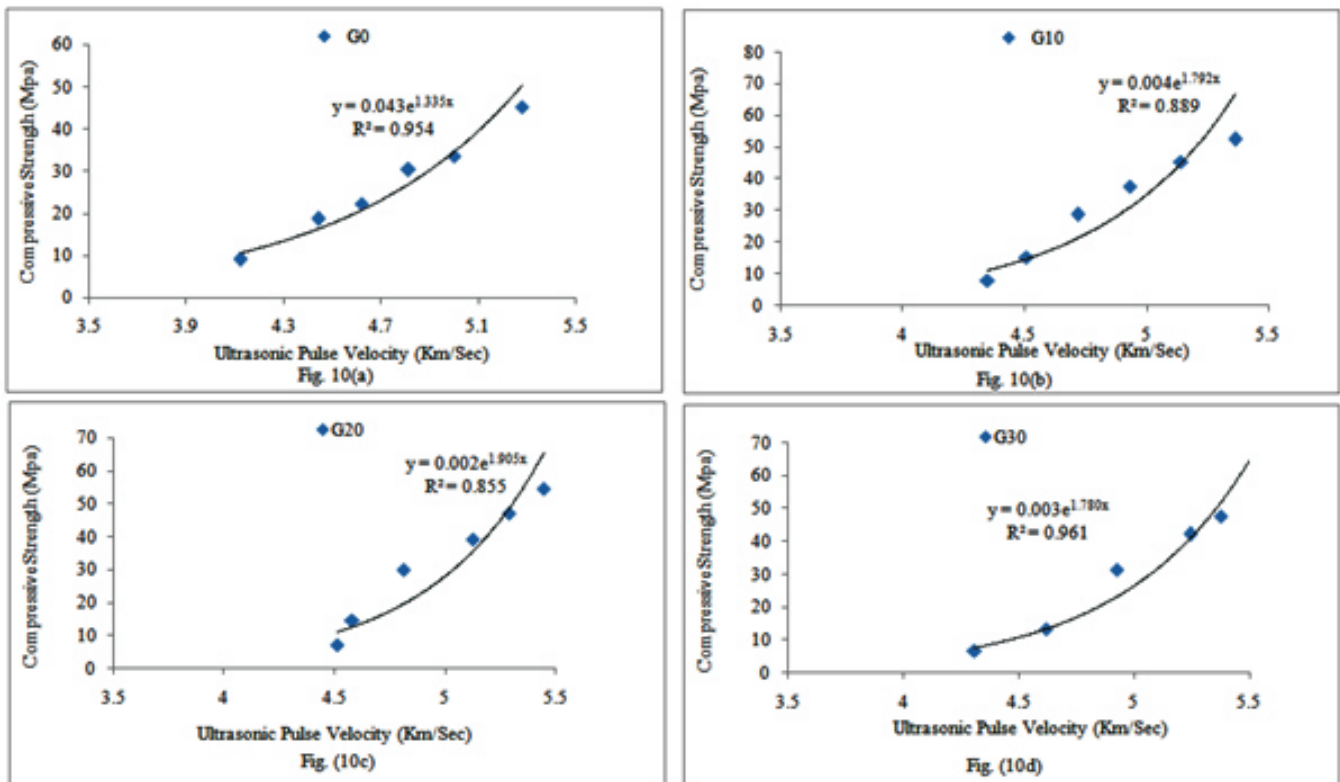 G0
60
50
40
30
20
10
0
Compressive Strength (Mpa)
y = 0.043e^1.335x
R² = 0.954
3.5 3.9 4.3 4.7 5.1 5.5
Ultrasonic Pulse Velocity (Km/Sec)
Fig. 10(a)
G10
80
70
60
50
40
30
20
10
0
Compressive Strength (Mpa)
y = 0.004e^1.792x
R² = 0.889
3.5 4 4.5 5 5.5
Ultrasonic Pulse Velocity (Km/Sec)
Fig. 10(b)
G20
70
60
50
40
30
20
10
0
Compressive Strength (Mpa)
y = 0.002e^1.905x
R² = 0.855
3.5 4 4.5 5 5.5
Ultrasonic Pulse Velocity (Km/Sec)
Fig. (10c)
G30
70
60
50
40
30
20
10
0
Compressive Strength (Mpa)
y = 0.003e^1.780x
R² = 0.961
3.5 4 4.5 5 5.5
Ultrasonic Pulse Velocity (Km/Sec)
Fig. (10d)